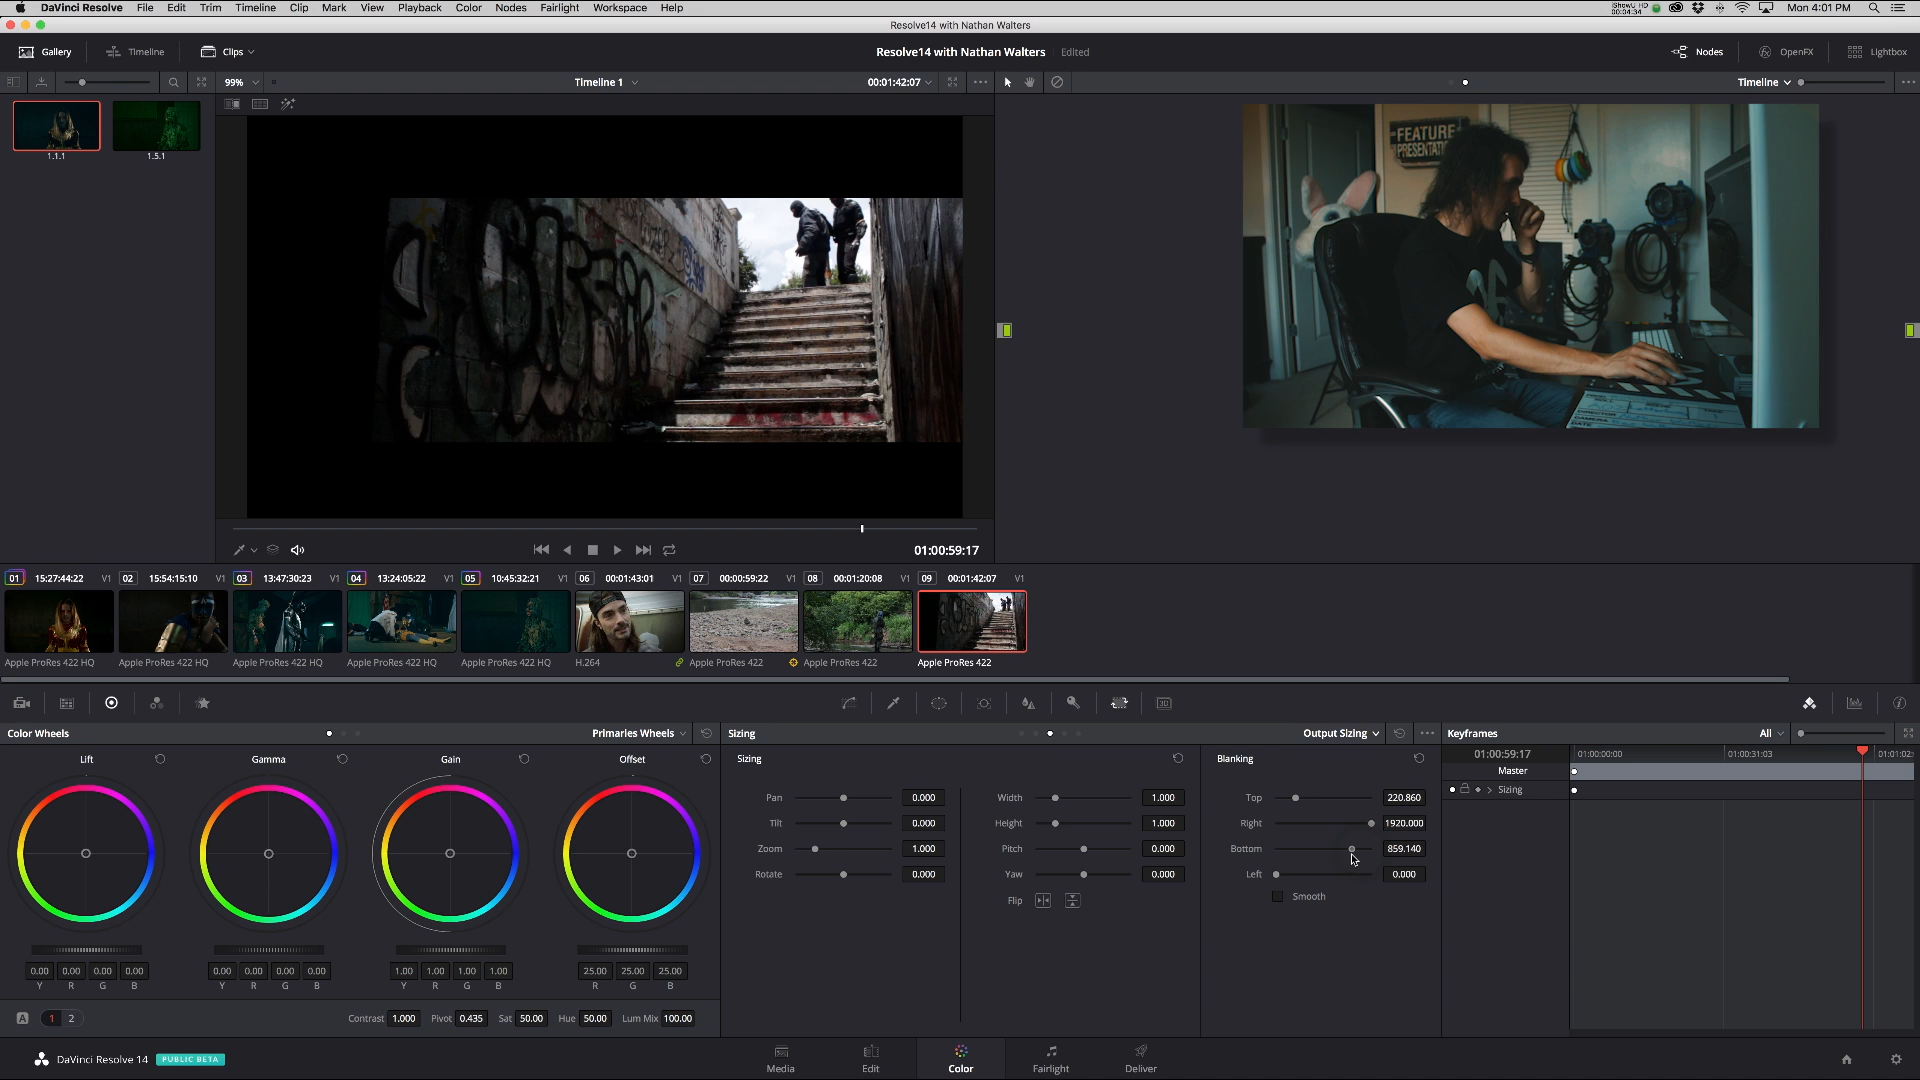 DaVinci Resolve File Edit Trim Timeline Clip Mark View Playback Color Nodes Fairlight Workspace Help
iShowU HD 00:04:34 Mon 4:01 PM
Resolve14 with Nathan Walters
Gallery Timeline Clips Resolve14 with Nathan Walters Edited Nodes OpenFX Lightbox
99% Timeline 1 00:01:42:07 Timeline
1.1.1 1.5.1
FEATURE
PRESENTATION
01:00:59:17
01 15:27:44:22 V1 02 15:54:15:10 V1 03 13:47:30:23 V1 04 13:24:05:22 V1 05 10:45:32:21 V1 06 00:01:43:01 V1 07 00:00:59:22 V1 08 00:01:20:08 V1 09 00:01:42:07 V1
Apple ProRes 422 HQ Apple ProRes 422 HQ Apple ProRes 422 HQ Apple ProRes 422 HQ Apple ProRes 422 HQ H.264 Apple ProRes 422 Apple ProRes 422 Apple ProRes 422
3D
Color Wheels Primaries Wheels Sizing Output Sizing Keyframes All
Lift Gamma Gain Offset
Sizing Blanking
01:00:59:17 01:00:00:00 01:00:31:03 01:01:02:
Master
Sizing
Pan 0.000 Width 1.000 Top 220.860
Tilt 0.000 Height 1.000 Right 1920.000
Zoom 1.000 Pitch 0.000 Bottom 859.140
Rotate 0.000 Yaw 0.000 Left 0.000
Flip Smooth
0.00 0.00 0.00 0.00 0.00 0.00 0.00 0.00 1.00 1.00 1.00 1.00 25.00 25.00 25.00
Y R G B Y R G B Y R G B R G B
A 1 2 Contrast 1.000 Pivot 0.435 Sat 50.00 Hue 50.00 Lum Mix 100.00
DaVinci Resolve 14 PUBLIC BETA
Media Edit Color Fairlight Deliver